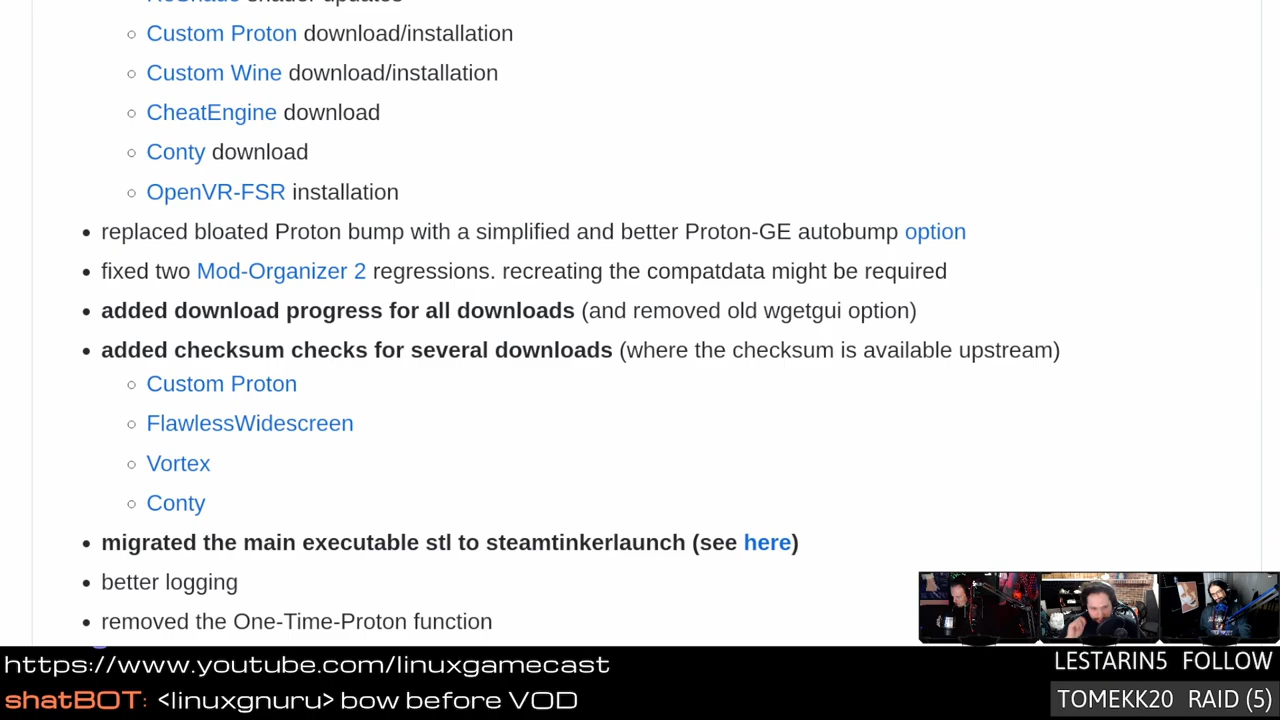 ReShade shader updates
Custom Proton download/installation
Custom Wine download/installation
CheatEngine download
Conty download
OpenVR-FSR installation
replaced bloated Proton bump with a simplified and better Proton-GE autobump option
fixed two Mod-Organizer 2 regressions. recreating the compatdata might be required
added download progress for all downloads (and removed old wgetgui option)
added checksum checks for several downloads (where the checksum is available upstream)
Custom Proton
FlawlessWidescreen
Vortex
Conty
migrated the main executable stl to steamtinkerlaunch (see here)
better logging
removed the One-Time-Proton function
https://www.youtube.com/linuxgamecast
LESTARIN5 FOLLOW
shatBOT: <linuxgnuru> bow before VOD
TOMEKK20 RAID (5)